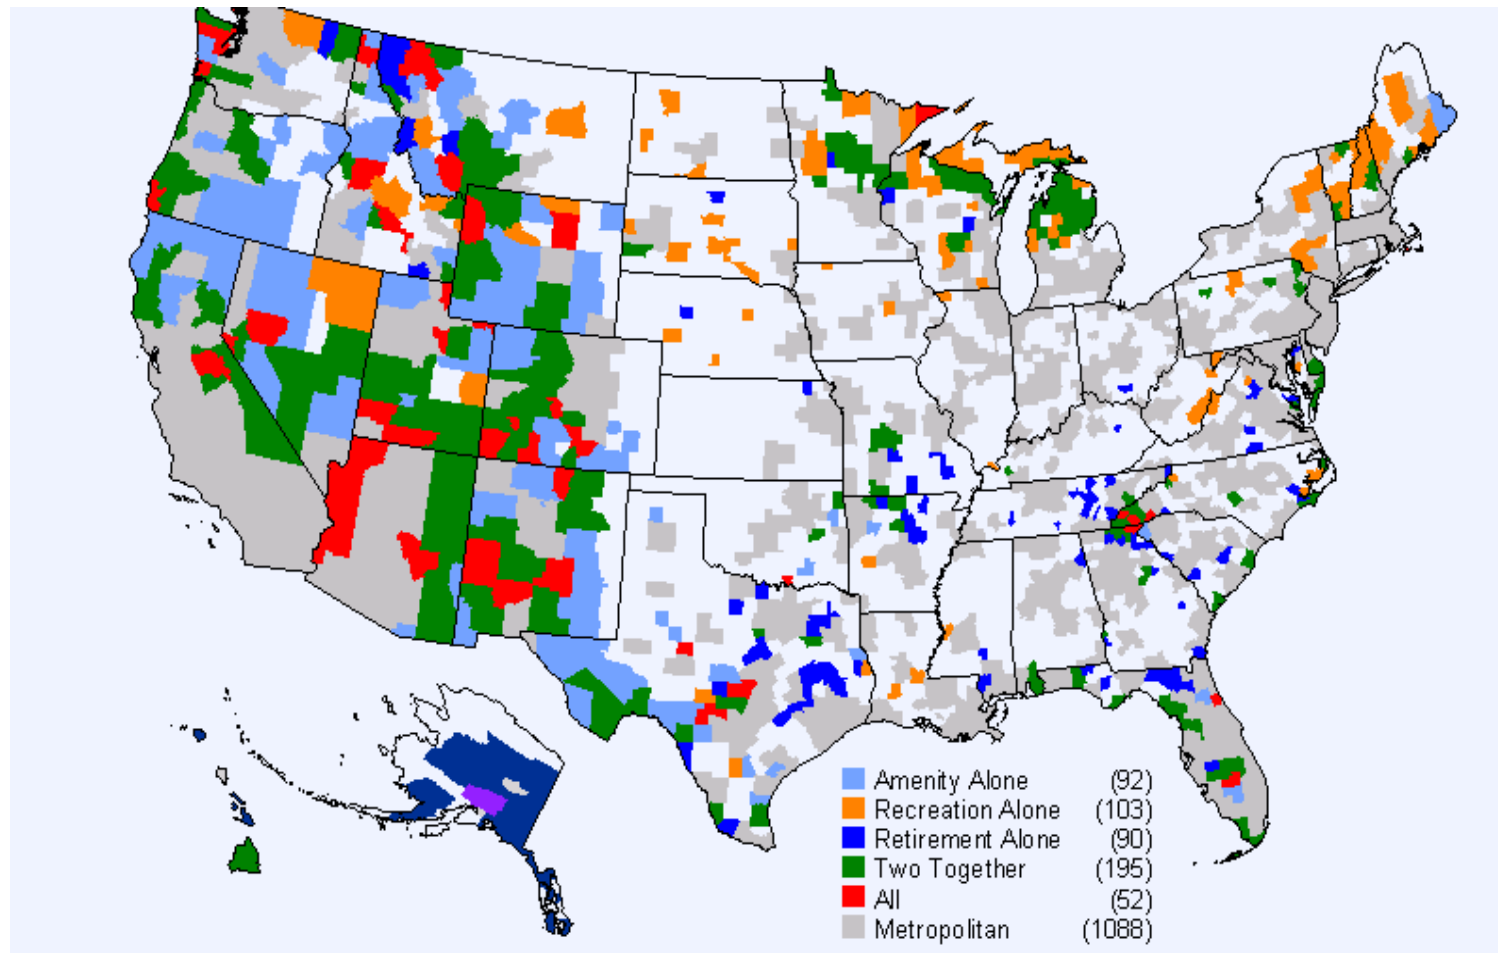 Amenity Alone (92)
Recreation Alone (103)
Retirement Alone (90)
Two Together (195)
All (52)
Metropolitan (1088)